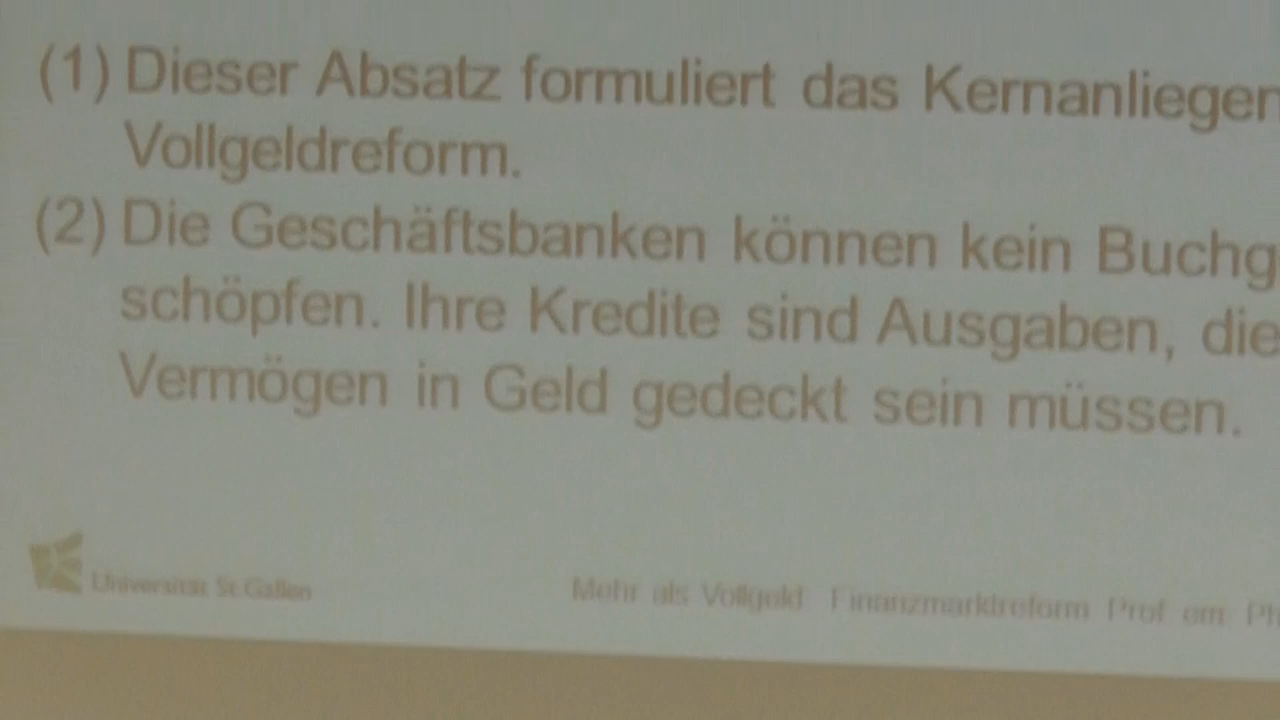 (1) Dieser Absatz formuliert das Kernanliegen
Vollgeldreform.
(2) Die Geschäftsbanken können kein Buchg
schöpfen. Ihre Kredite sind Ausgaben, die
Vermögen in Geld gedeckt sein müssen.
Universität St.Gallen
Mehr als Vollgeld Finanzmarktreform Prof em Ph